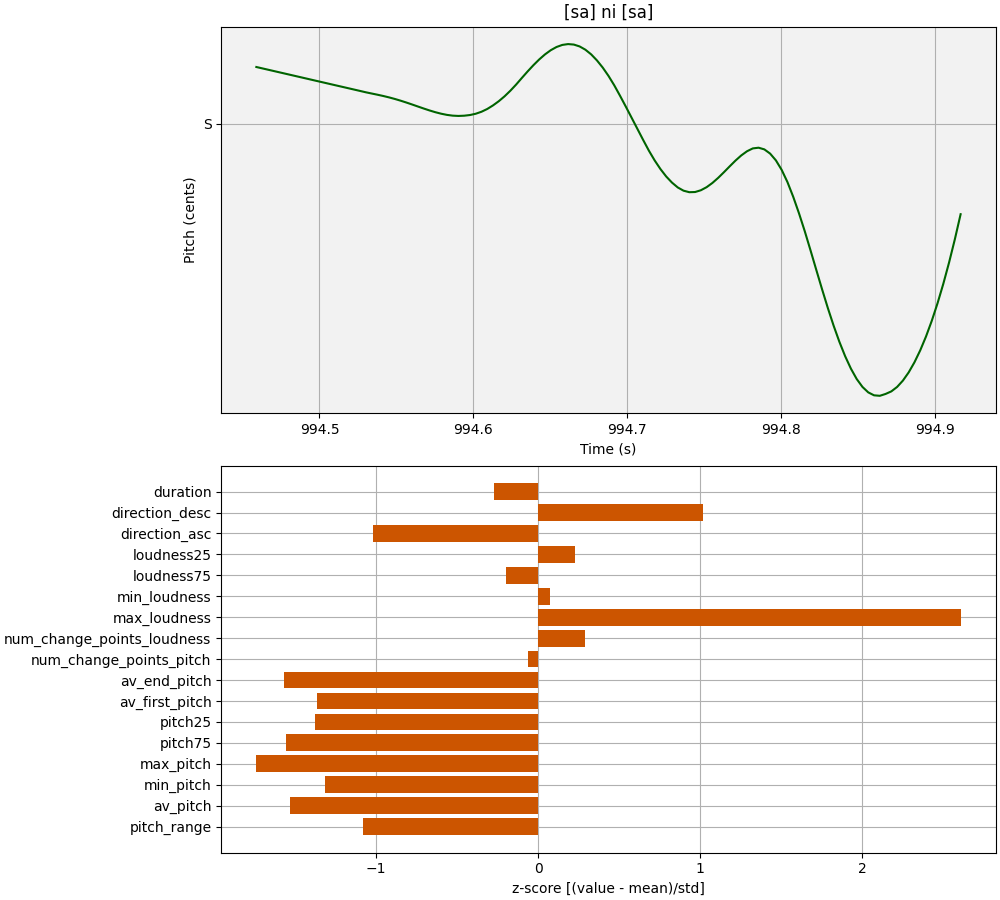 [sa] ni [sa]
S
Pitch (cents)
994.5 994.6 994.7 994.8 994.9
Time (s)
duration
direction_desc
direction_asc
loudness25
loudness75
min_loudness
max_loudness
num_change_points_loudness
num_change_points_pitch
av_end_pitch
av_first_pitch
pitch25
pitch75
max_pitch
min_pitch
av_pitch
pitch_range
−1 0 1 2
z-score [(value - mean)/std]